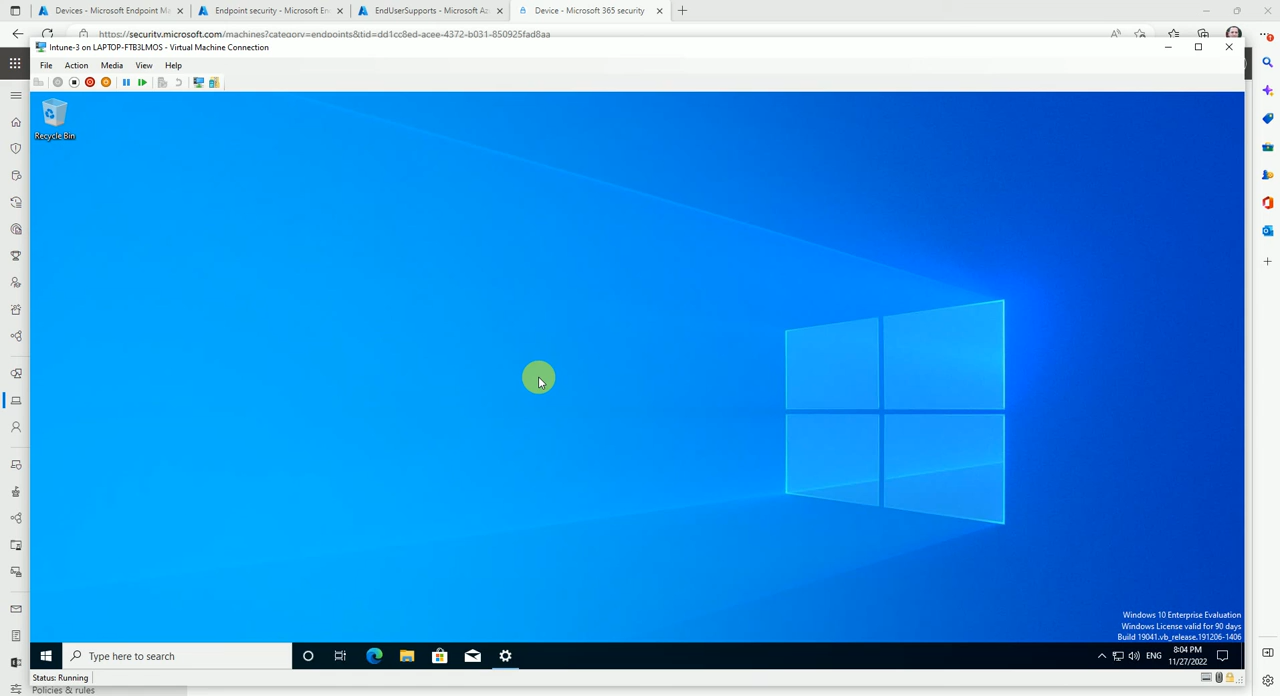 Devices - Microsoft Endpoint Ma
Endpoint security - Microsoft En
EndUserSupports - Microsoft Az
Device - Microsoft 365 security
https://security.microsoft.com/machines?category=endpoints&tid=dd1cc8ed-acee-4372-b031-850925fad8aa
Intune-3 on LAPTOP-FTB3LMOS - Virtual Machine Connection
File Action Media View Help
Recycle Bin
Windows 10 Enterprise Evaluation
Windows License valid for 90 days
Build 19041.vb_release.191206-1406
Type here to search
ENG
8:04 PM
11/27/2022
Status: Running
Policies & rules